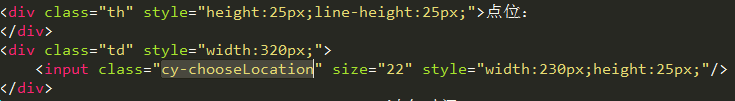 <div class="th" style="height:25px;line-height:25px;">点位：
</div>
<div class="td" style="width:320px;">
<input class="cy-chooseLocation" size="22" style="width:230px;height:25px;"/>
</div>